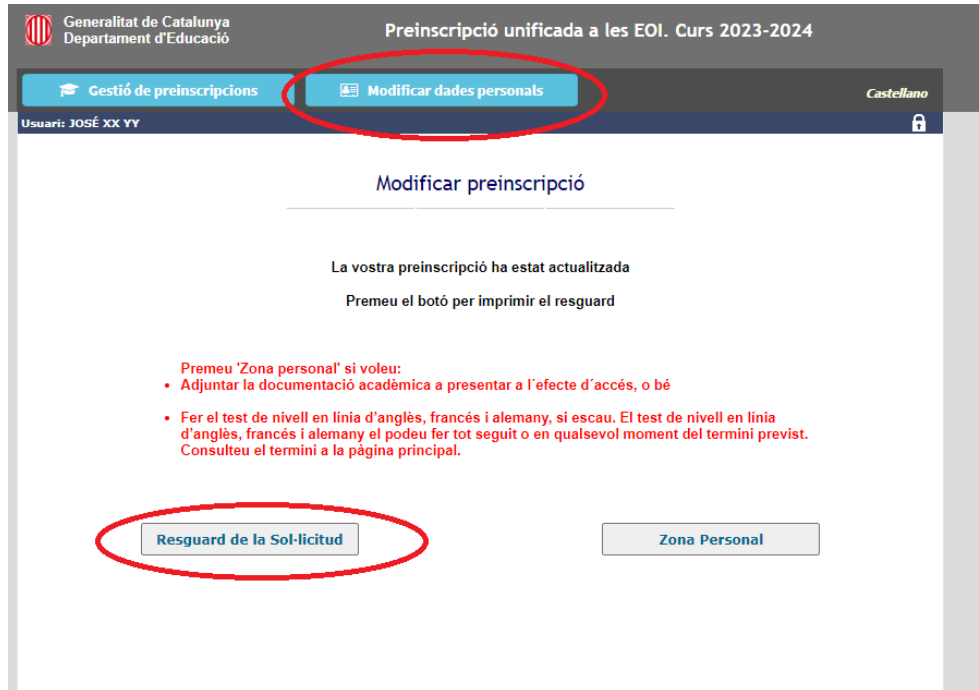 Generalitat de Catalunya
Departament d'Educació
Preinscripció unificada a les EOI. Curs 2023-2024
Gestió de preinscripcions
Modificar dades personals
Castellano
Usuari: JOSÉ XX YY
Modificar preinscripció
La vostra preinscripció ha estat actualitzada
Premeu el botó per imprimir el resguard
Premeu 'Zona personal' si voleu:
• Adjuntar la documentació acadèmica a presentar a l´efecte d´accés, o bé
• Fer el test de nivell en línia d’anglès, francés i alemany, si escau. El test de nivell en línia
d’anglès, francés i alemany el podeu fer tot seguit o en qualsevol moment del termini previst.
Consulteu el termini a la pàgina principal.
Resguard de la Sol·licitud
Zona Personal